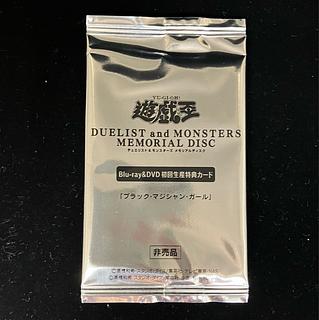 YU-GI-OH!
遊戯王
DUELIST and MONSTERS
MEMORIAL DISC
デュエリスト&モンスターズ メモリアルディスク
Blu-ray&DVD 初回生産特典カード
「ブラック・マジシャン・ガール」
非売品